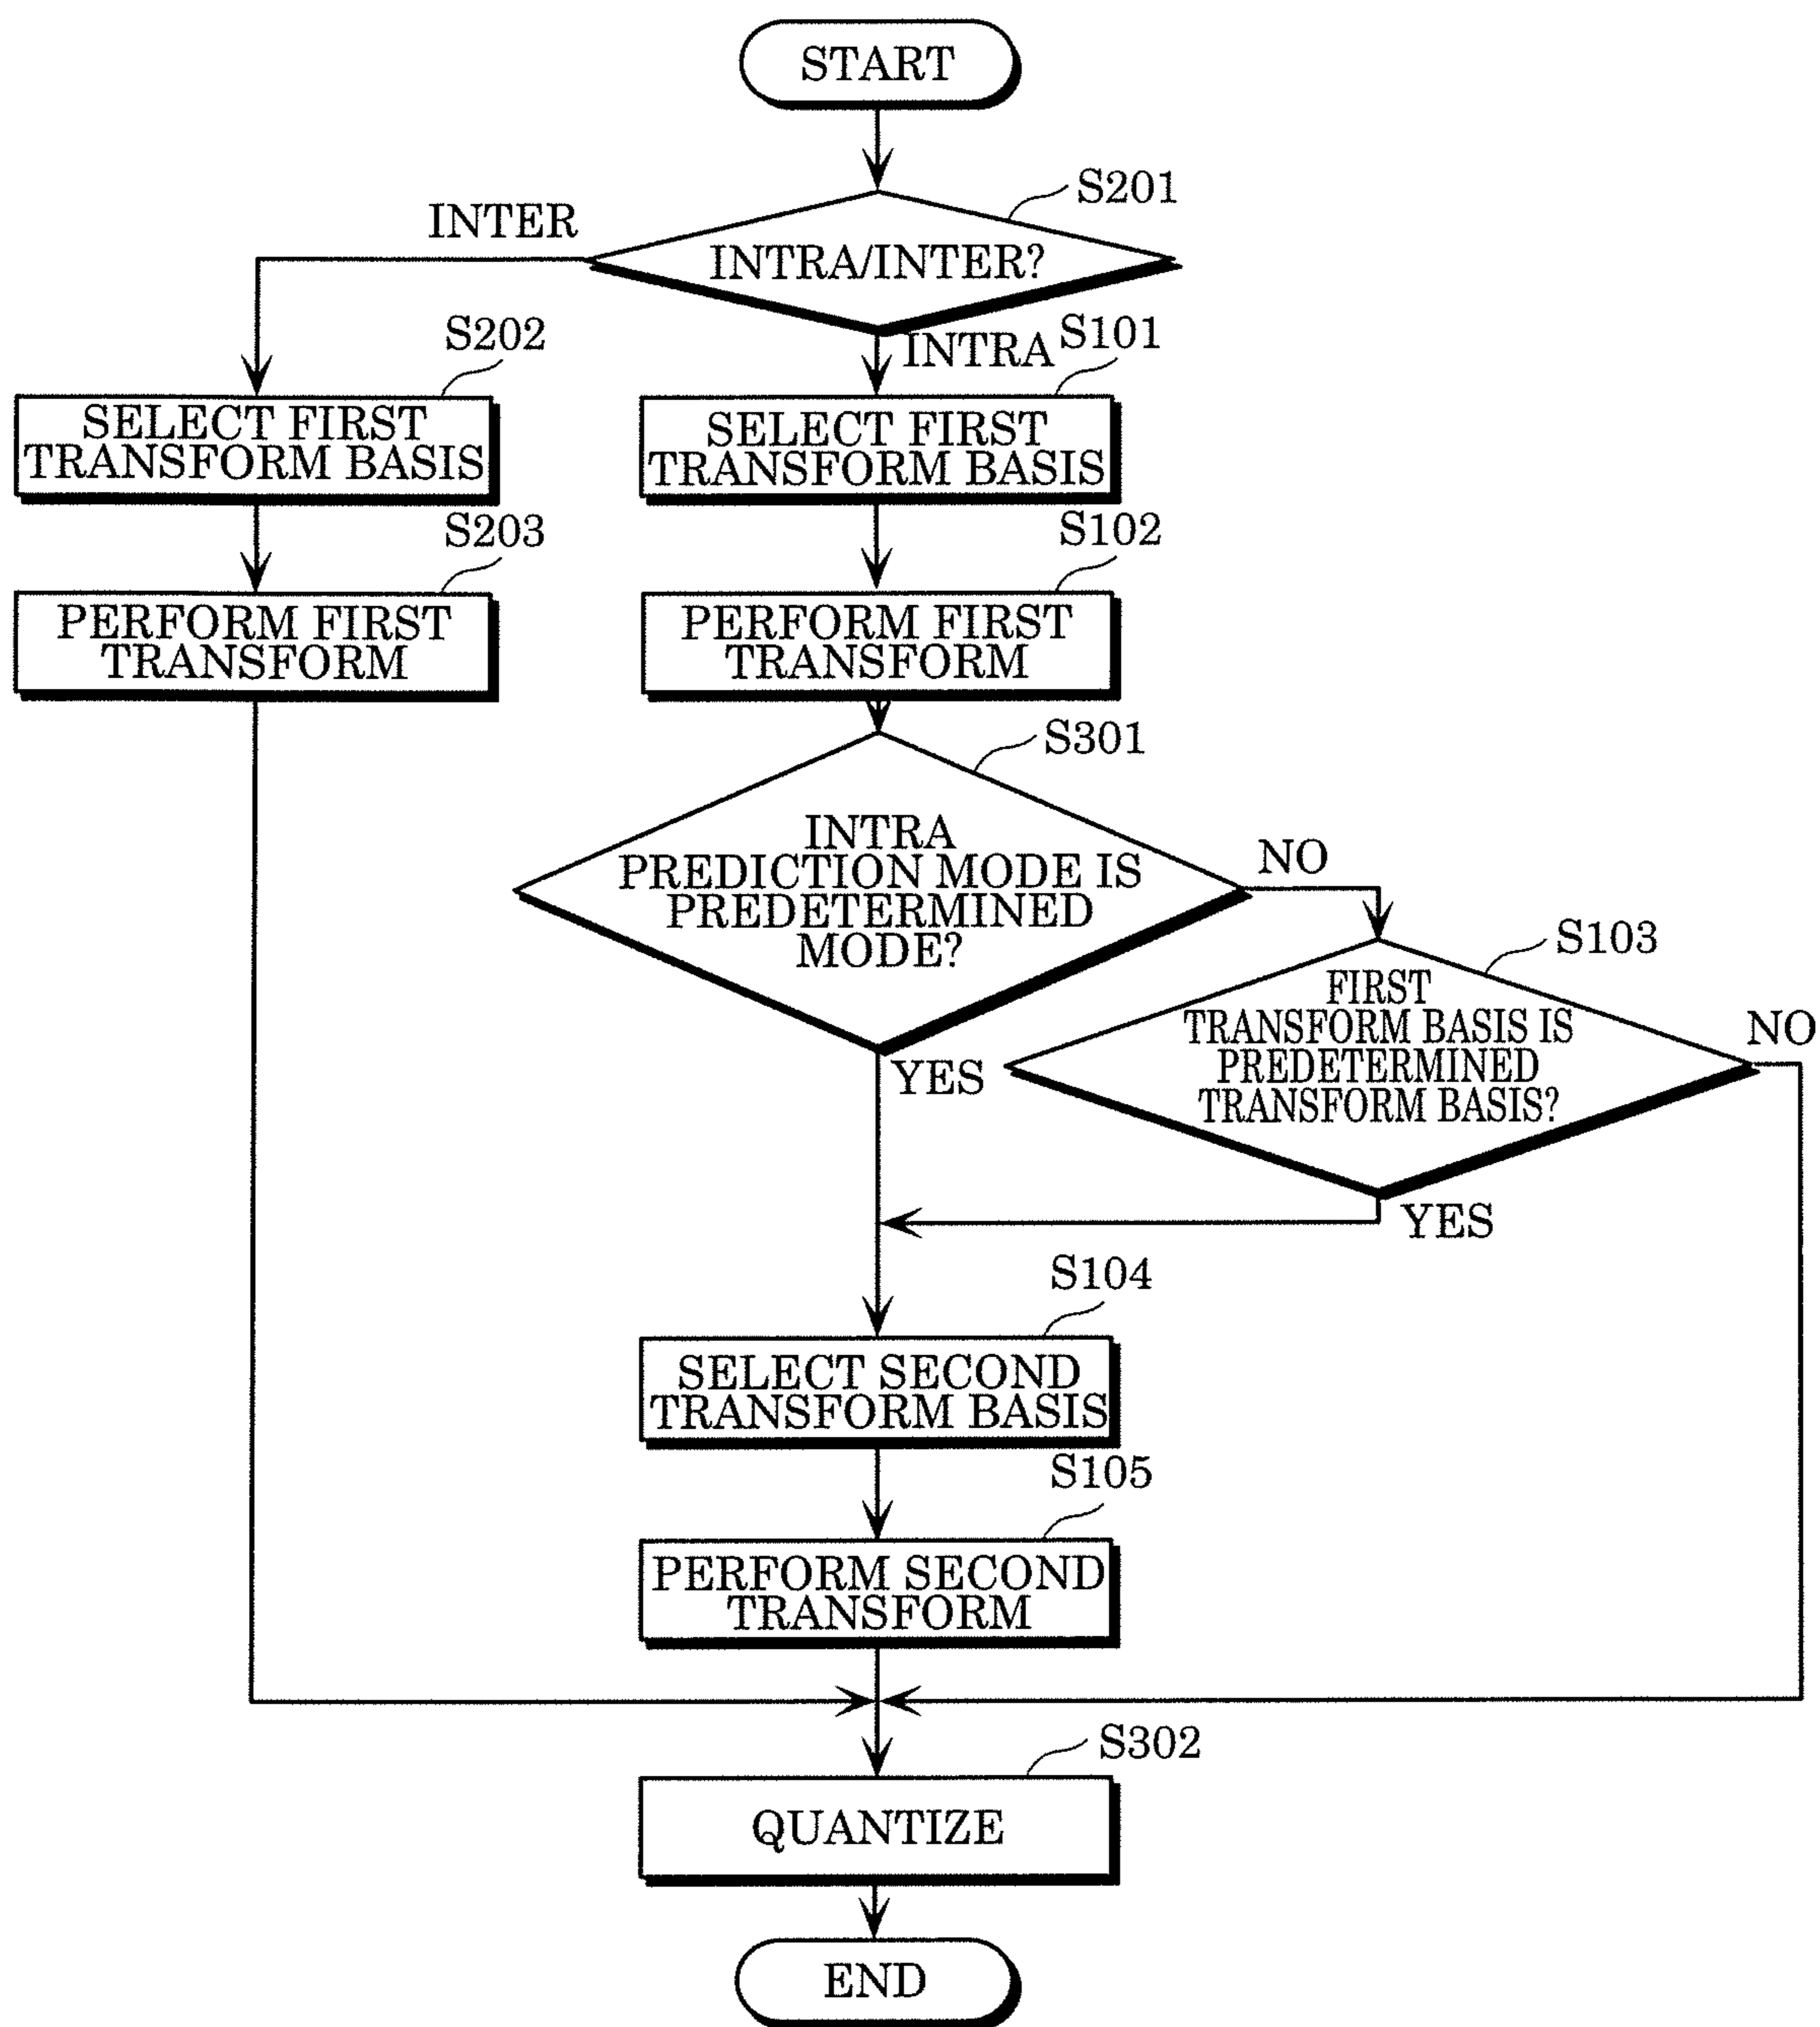 START
S201
INTER
INTRA/INTER?
S202
INTRA
S101
SELECT FIRST
TRANSFORM BASIS
SELECT FIRST
TRANSFORM BASIS
S203
S102
PERFORM FIRST
TRANSFORM
PERFORM FIRST
TRANSFORM
S301
INTRA
PREDICTION MODE IS
PREDETERMINED
MODE?
NO
S103
FIRST
TRANSFORM BASIS IS
PREDETERMINED
TRANSFORM BASIS?
NO
YES
YES
S104
SELECT SECOND
TRANSFORM BASIS
S105
PERFORM SECOND
TRANSFORM
S302
QUANTIZE
END